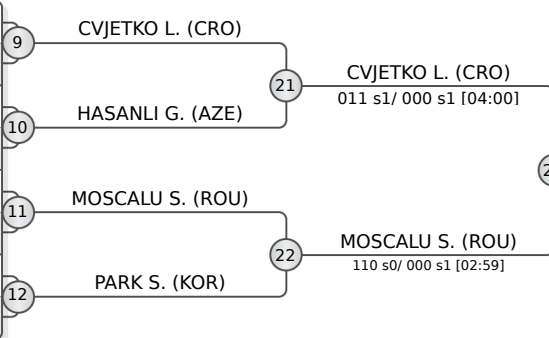 CVJETKO L. (CRO)
9
21
CVJETKO L. (CRO)
011 s1/ 000 s1 [04:00]
HASANLI G. (AZE)
10
MOSCALU S. (ROU)
11
22
MOSCALU S. (ROU)
110 s0/ 000 s1 [02:59]
PARK S. (KOR)
12